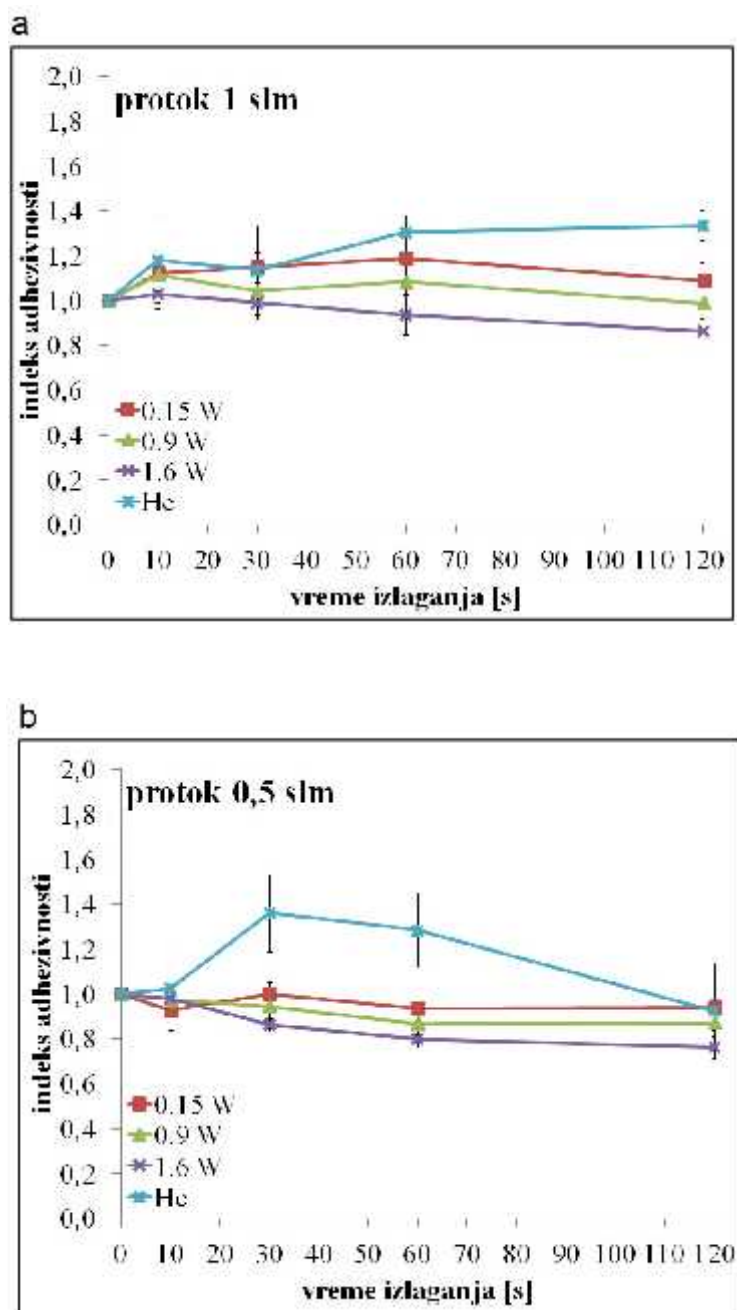 a
protok 1 slm
indeks adhezivnosti
2,0
1,8
1,6
1,4
1,2
1,0
0,8
0,6
0,4
0,2
0,0
0.15 W
0.9 W
1.6 W
He
0 10 20 30 40 50 60 70 80 90 100 110 120
vreme izlaganja [s]
b
protok 0,5 slm
indeks adhezivnosti
2,0
1,8
1,6
1,4
1,2
1,0
0,8
0,6
0,4
0,2
0,0
0.15 W
0.9 W
1.6 W
He
0 10 20 30 40 50 60 70 80 90 100 110 120
vreme izlaganja [s]